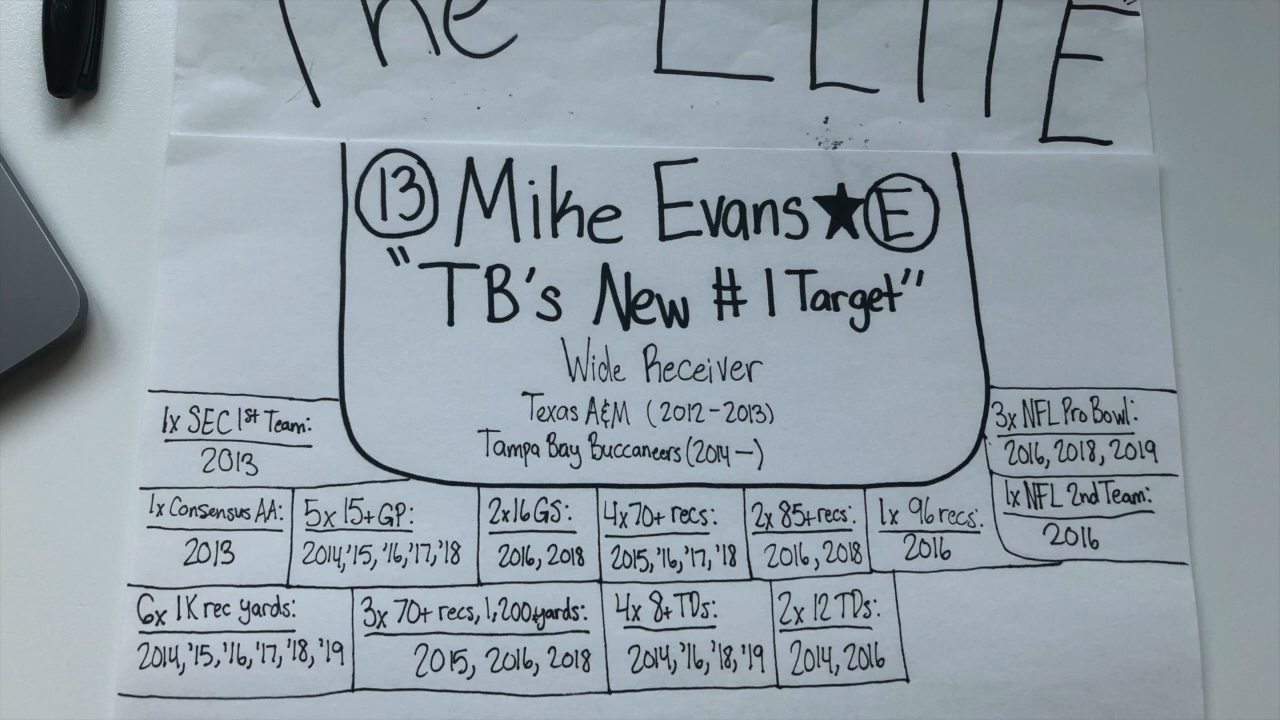 The ELITE
13 Mike Evans ★ E
"TB's New #1 Target"
Wide Receiver
Texas A&M (2012-2013)
Tampa Bay Buccaneers (2014—)
1x SEC 1st Team:
2013
3x NFL Pro Bowl:
2016, 2018, 2019
1x NFL 2nd Team:
2016
1x Consensus AA:
2013
5x 15+ GP:
2014,'15,'16,'17,'18
2x16 GS:
2016, 2018
4x70+ recs:
2015,'16,'17,'18
2x 85+recs:
2016, 2018
1x 96 recs:
2016
6x 1K rec yards:
2014,'15,'16,'17,'18,'19
3x 70+ recs, 1,200+yards:
2015, 2016, 2018
4x 8+TDs:
2014,'16,'18,'19
2x 12 TDs:
2014, 2016